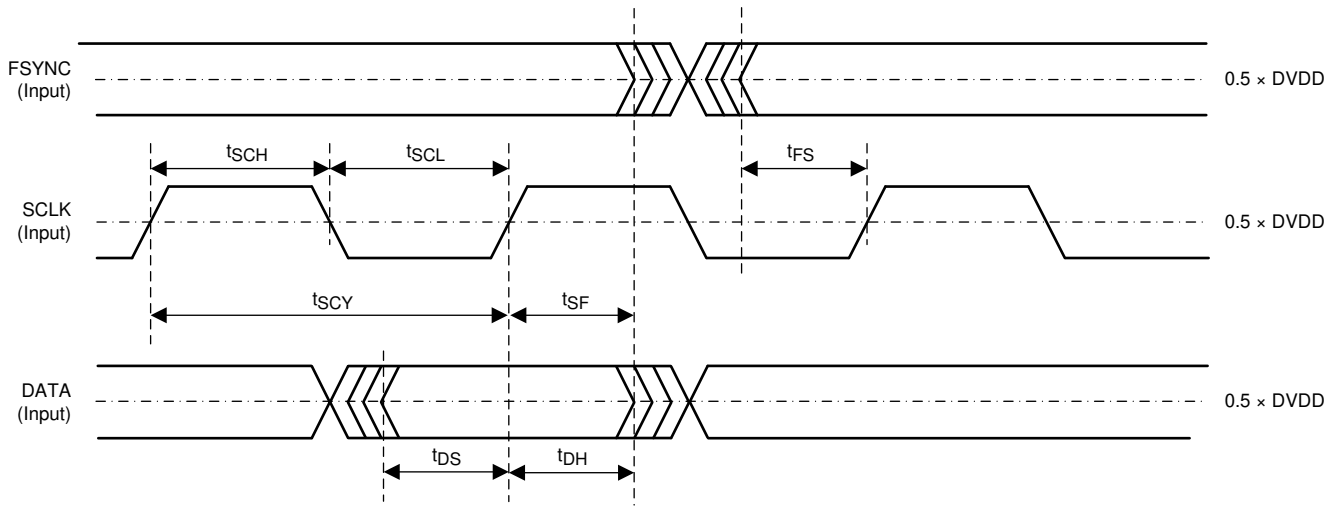 FSYNC
(Input)
0.5 × DVDD
tSCH
tSCL
tFS
SCLK
(Input)
0.5 × DVDD
tSCY
tSF
DATA
(Input)
0.5 × DVDD
tDS
tDH